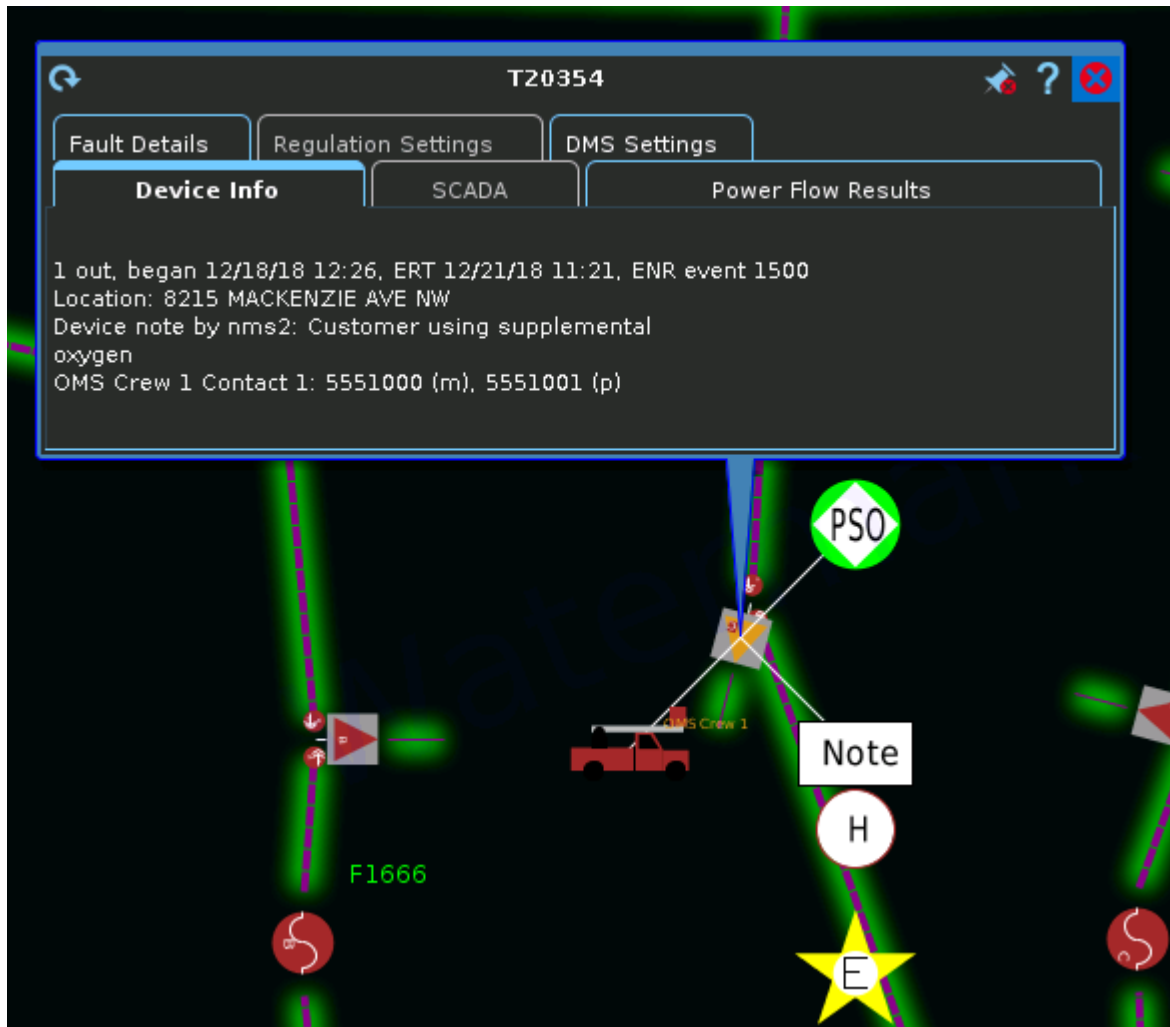 T20354
?
Fault Details
Regulation Settings
DMS Settings
Device Info
SCADA
Power Flow Results
1 out, began 12/18/18 12:26, ERT 12/21/18 11:21, ENR event 1500
Location: 8215 MACKENZIE AVE NW
Device note by nms2: Customer using supplemental
oxygen
OMS Crew 1 Contact 1: 5551000 (m), 5551001 (p)
PSO
OMS Crew 1
Note
H
F1666
B
C
E